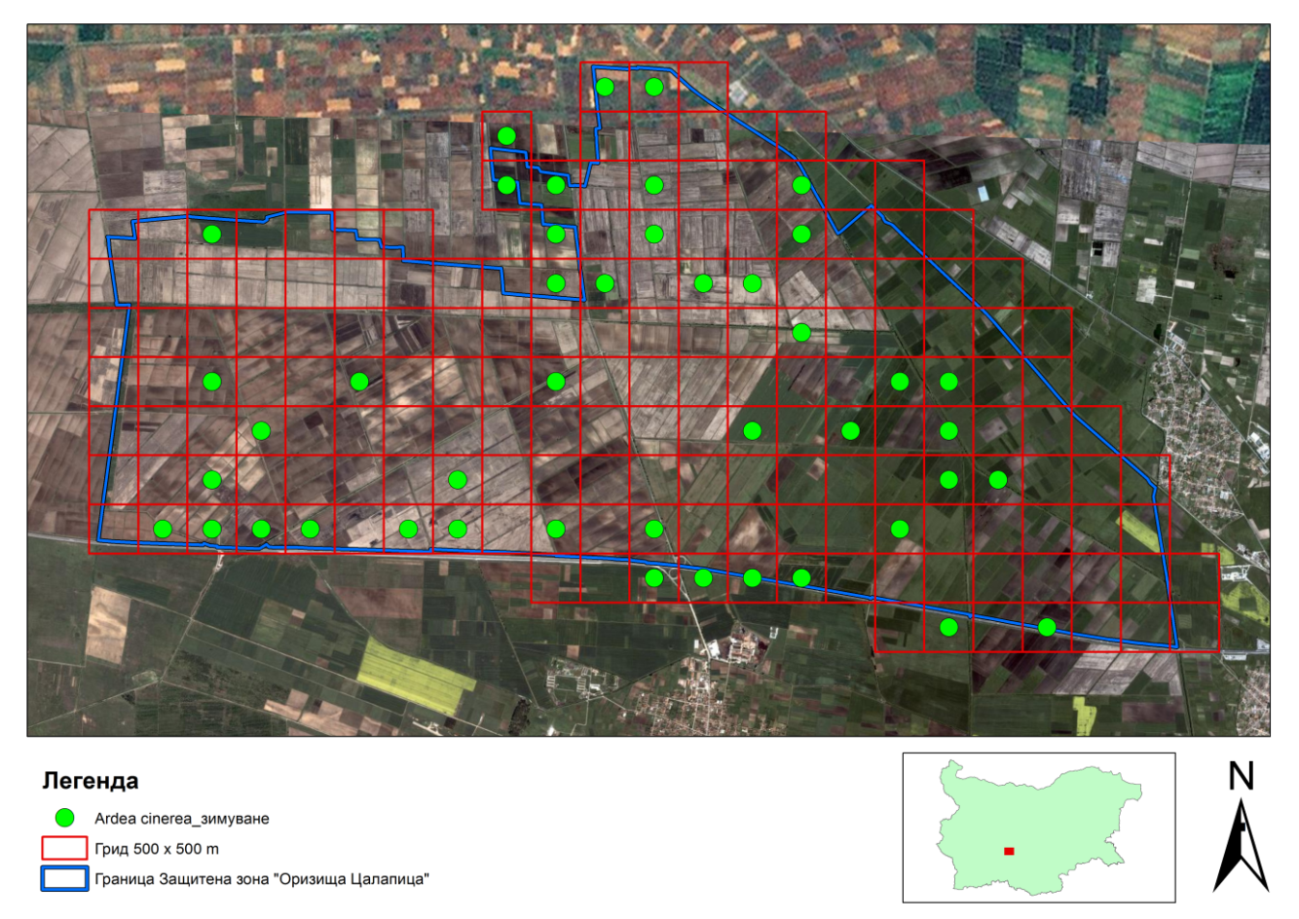 Легенда
Ardea cinerea_зимуване
Грид 500 x 500 m
Граница Защитена зона "Оризища Цалапица"
N